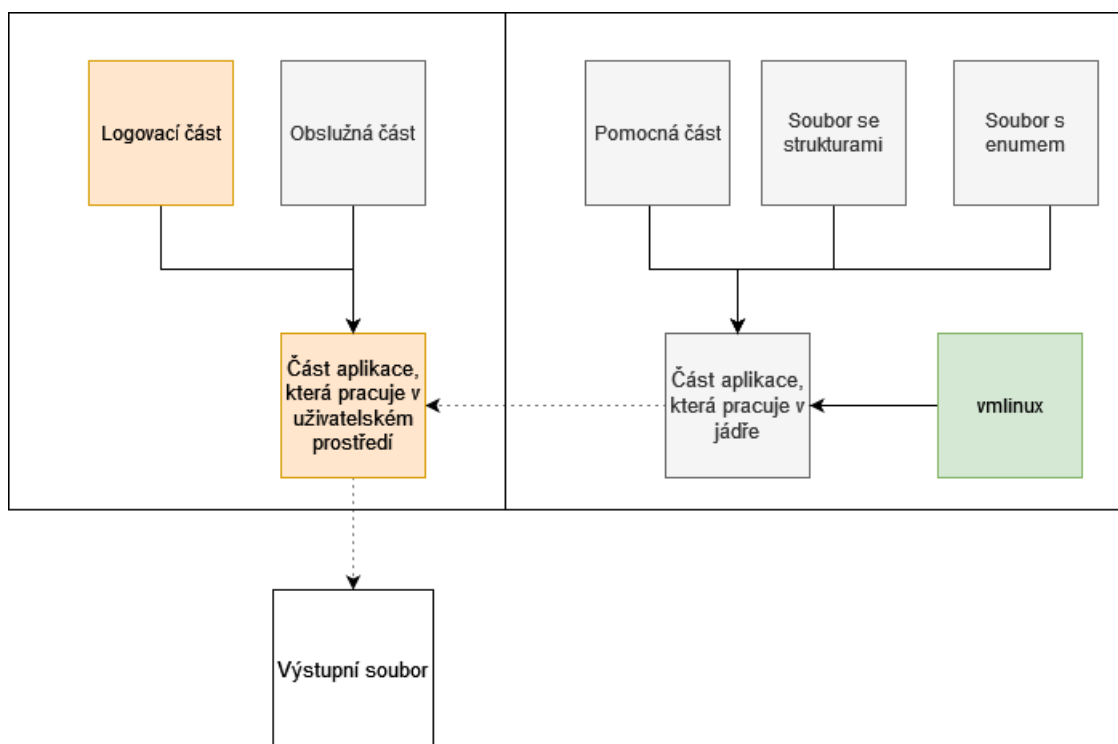 Logovací část
Obslužná část
Pomocná část
Soubor se
strukturami
Soubor s
enumem
Část aplikace,
která pracuje v
uživatelském
prostředí
Část aplikace,
která pracuje v
jádře
vmlinux
Výstupní soubor